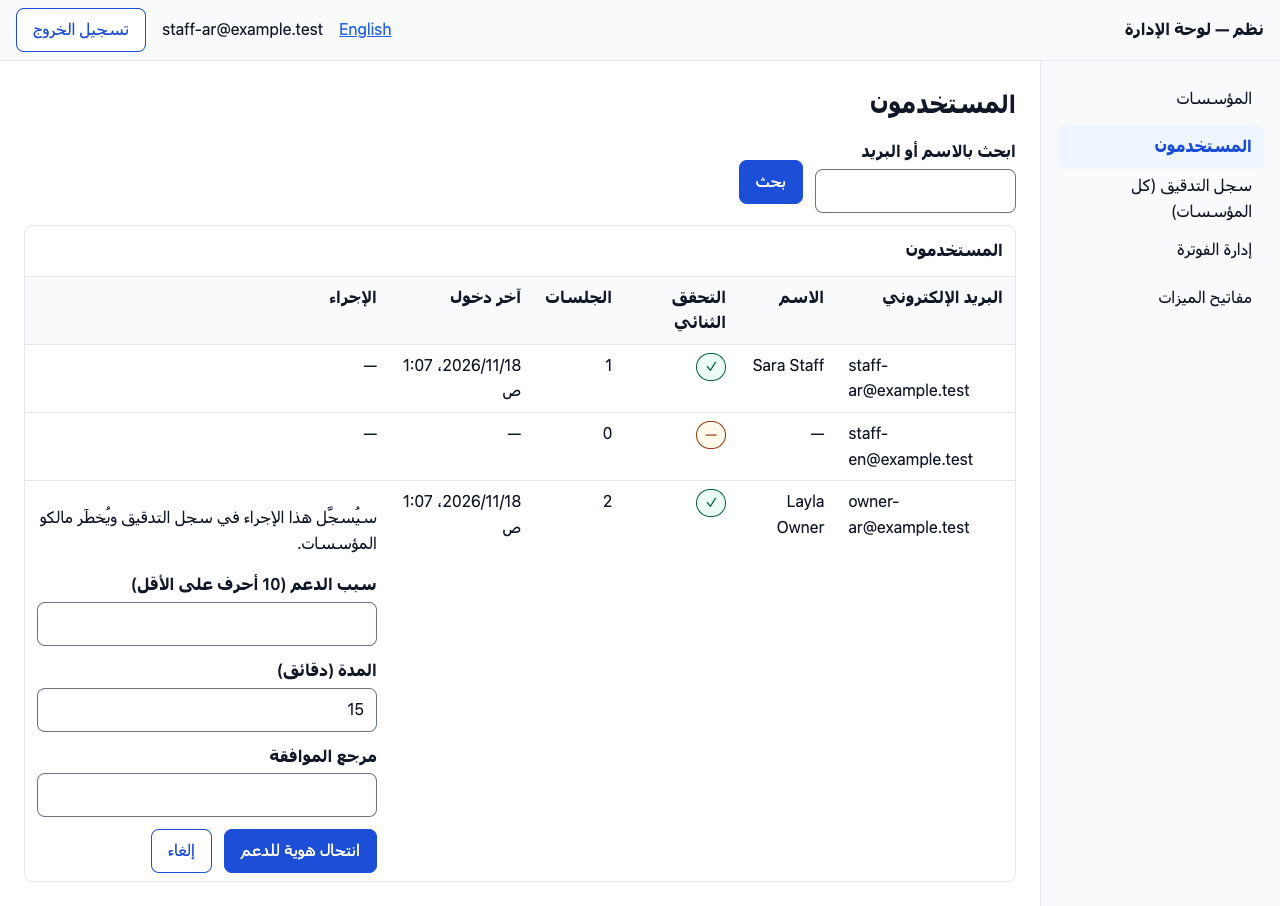 نظم — لوحة الإدارة
English
staff-ar@example.test
تسجيل الخروج
المؤسسات
المستخدمون
سجل التدقيق (كل
المؤسسات)
إدارة الفوترة
مفاتيح الميزات
المستخدمون
ابحث بالاسم أو البريد
بحث
المستخدمون
البريد الإلكتروني
الاسم
التحقق
الثنائي
الجلسات
آخر دخول
الإجراء
staff-
ar@example.test
Sara Staff
1
2026/11/18، 1:07
ص
—
staff-
en@example.test
—
0
—
—
owner-
ar@example.test
Layla
Owner
2
2026/11/18، 1:07
ص
سيُسجَّل هذا الإجراء في سجل التدقيق ويُخطَر مالكو
المؤسسات.
سبب الدعم (10 أحرف على الأقل)
المدة (دقائق)
15
مرجع الموافقة
انتحال هوية للدعم
إلغاء